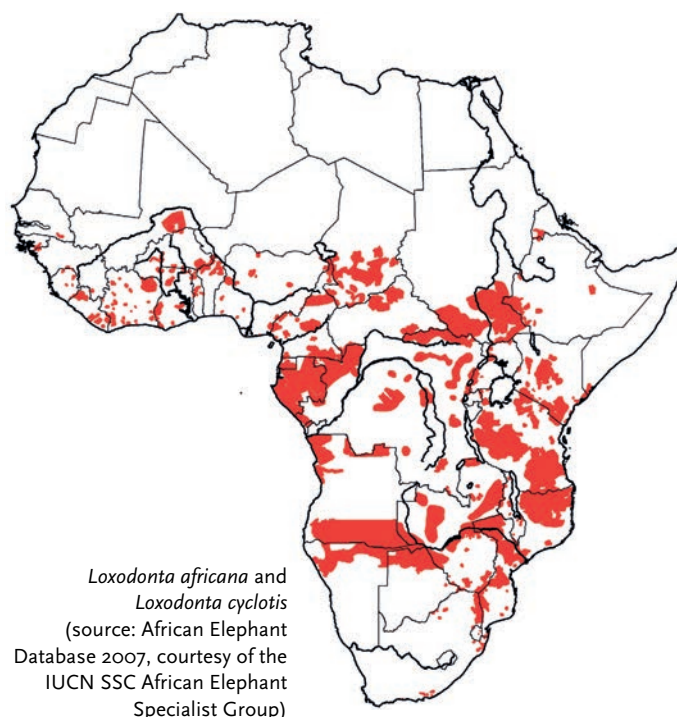 Loxodonta africana and
Loxodonta cyclotis
(source: African Elephant
Database 2007, courtesy of the
IUCN SSC African Elephant
Specialist Group)